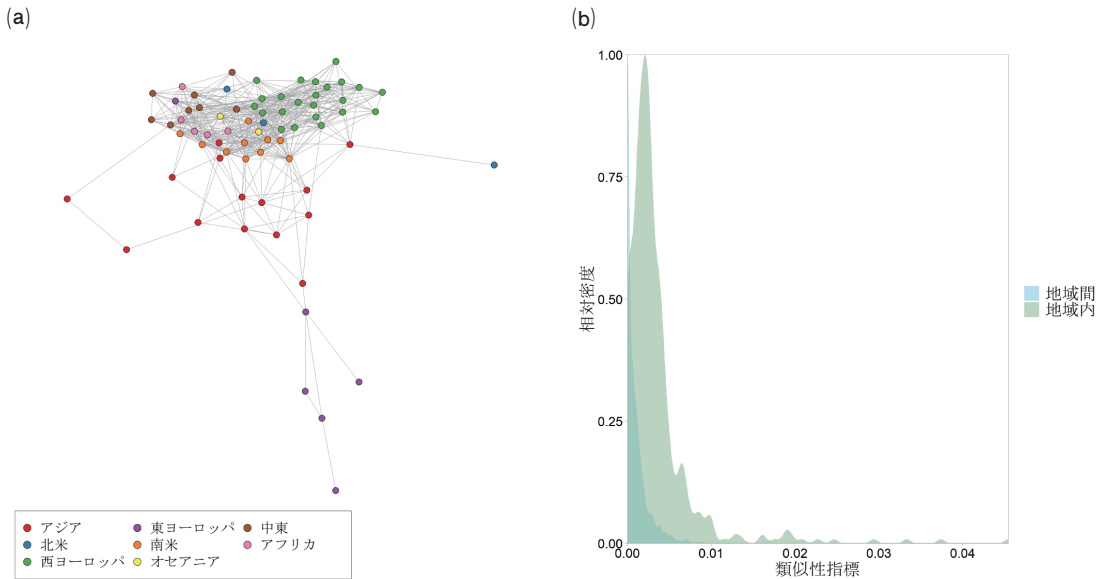 (a)
アジア
北米
西ヨーロッパ
東ヨーロッパ
南米
オセアニア
中東
アフリカ
(b)
1.00
0.75
0.50
0.25
0.00
相対密度
0.00 0.01 0.02 0.03 0.04
類似性指標
地域間
地域内